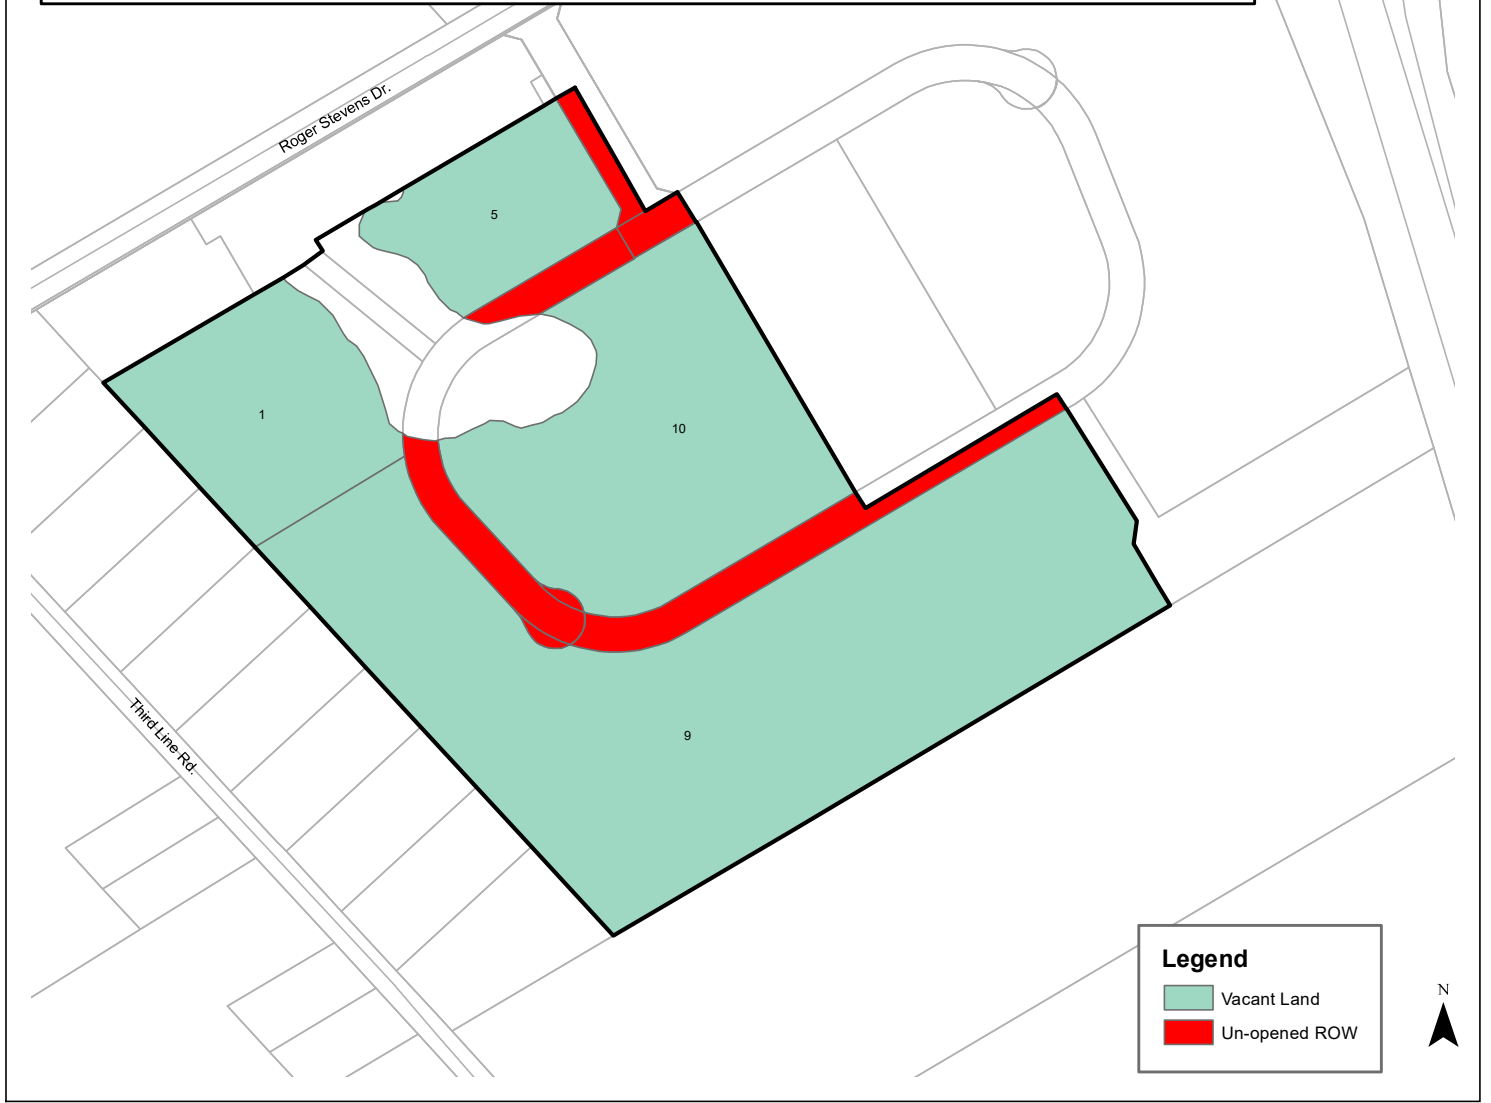 Roger Stevens Dr.
5
1
10
9
Third Line Rd.
Legend
Vacant Land
Un-opened ROW
N